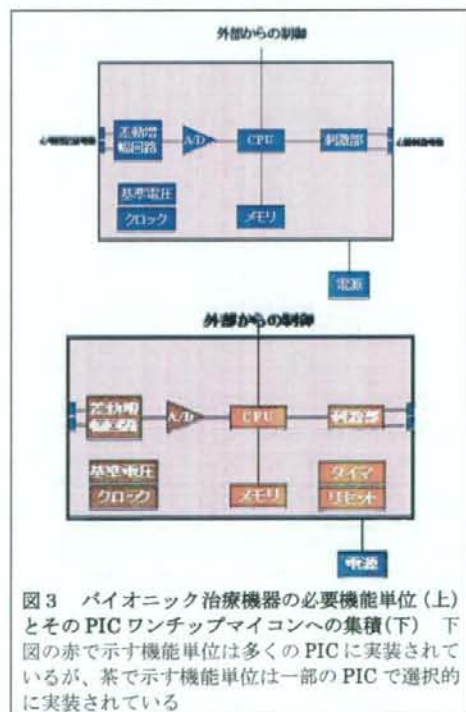 外部からの制御
差動増
幅回路
A/D
CPU
刺激部
基準電圧
クロック
メモリ
電源
外部からの制御
差動増
幅回路
A/D
CPU
刺激部
基準電圧
クロック
メモリ
タイマ
リセット
電源
図3 バイオニック治療機器の必要機能単位(上)
とそのPICワンチップマイコンへの集積(下) 下
図の赤で示す機能単位は多くのPICに実装されて
いるが、茶で示す機能単位は一部のPICで選択的
に実装されている